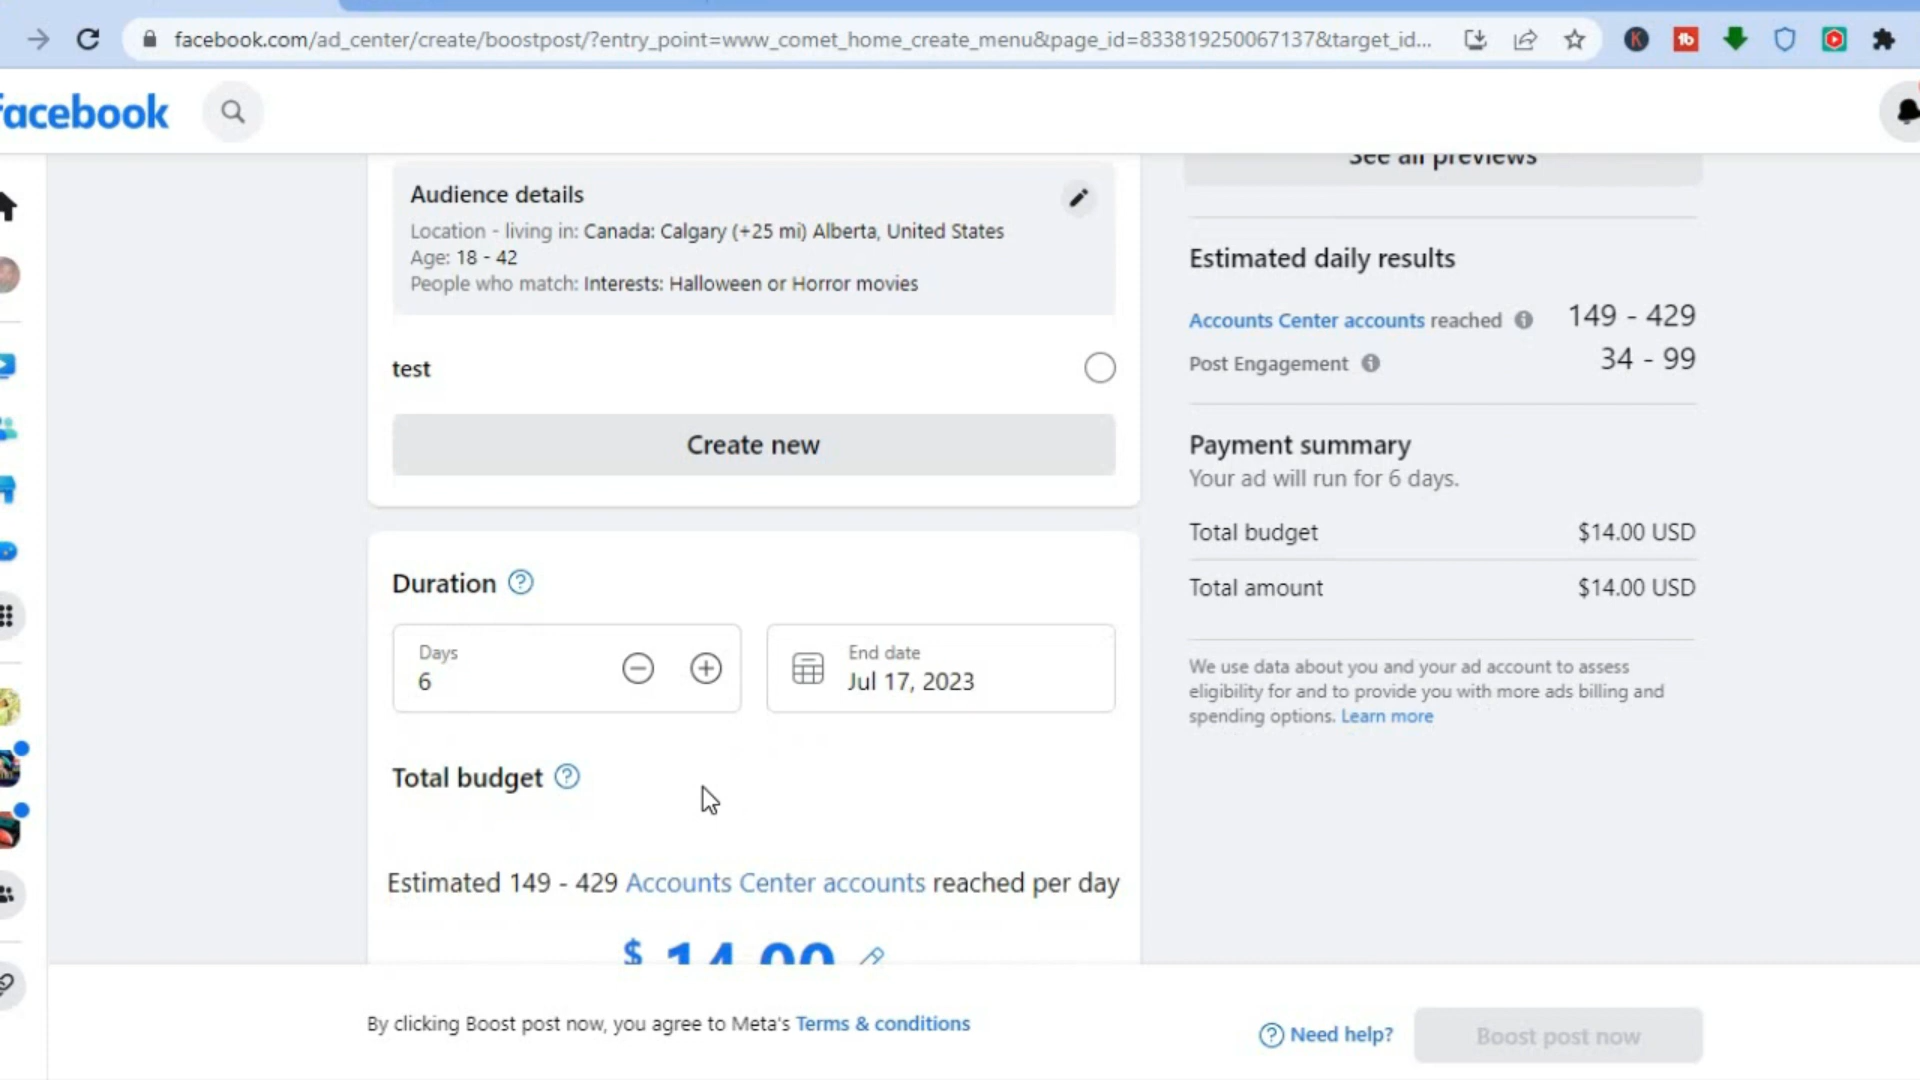 facebook.com/ad_center/create/boostpost/?entry_point=www_comet_home_create_menu&page_id=833819250067137&target_id...
facebook
See all previews
Audience details
Location - living in: Canada: Calgary (+25 mi) Alberta, United States
Age: 18 - 42
People who match: Interests: Halloween or Horror movies
test
Create new
Duration
Days
6
End date
Jul 17, 2023
Total budget
Estimated 149 - 429 Accounts Center accounts reached per day
$ 14.00
Estimated daily results
Accounts Center accounts reached 149 - 429
Post Engagement 34 - 99
Payment summary
Your ad will run for 6 days.
Total budget $14.00 USD
Total amount $14.00 USD
We use data about you and your ad account to assess
eligibility for and to provide you with more ads billing and
spending options. Learn more
By clicking Boost post now, you agree to Meta's Terms & conditions
Need help?
Boost post now